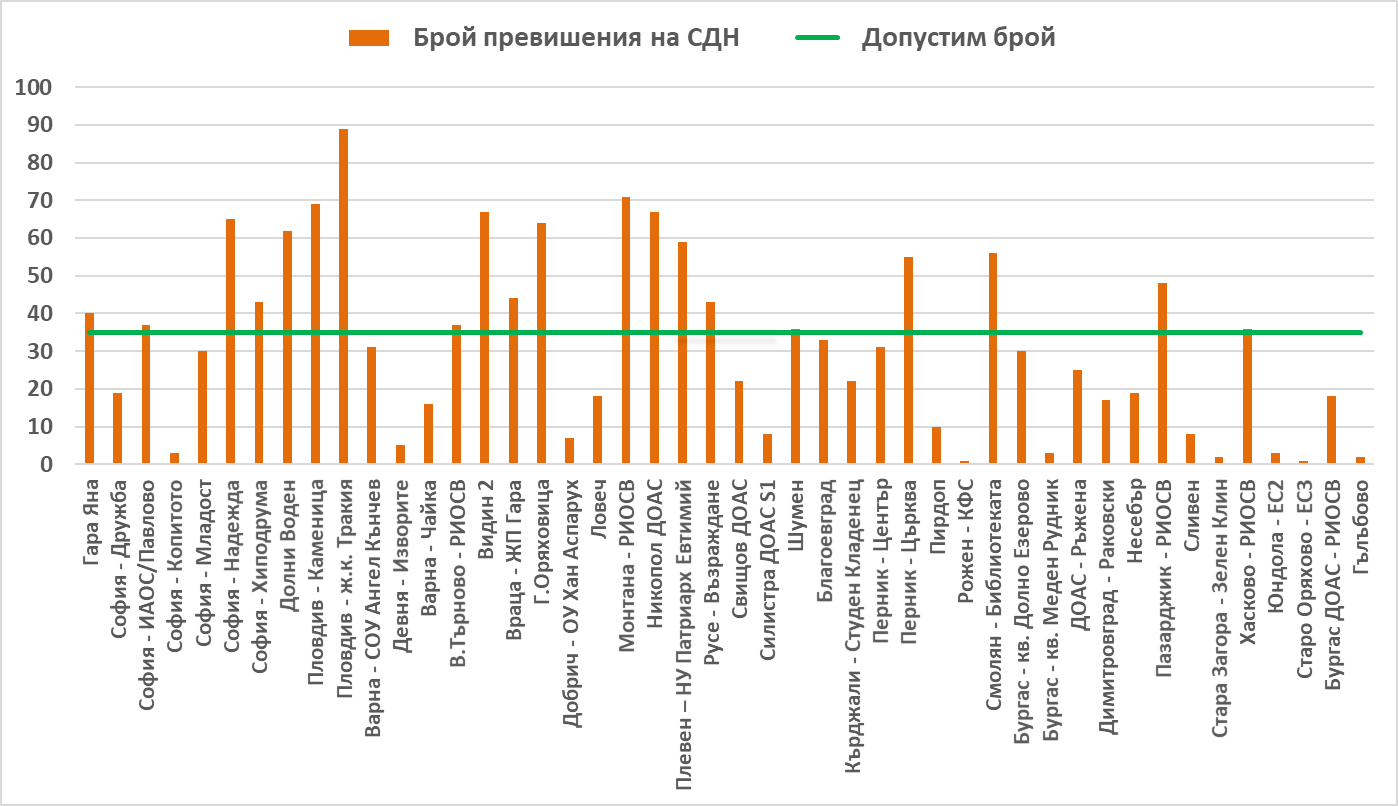 Брой превишения на СДН
Допустим брой
100
90
80
70
60
50
40
30
20
10
0
Гара Яна
София - Дружба
София - ИАОС/Павлово
София - Копитото
София - Младост
София - Надежда
София - Хиподрума
Долни Воден
Пловдив - Каменица
Пловдив - ж.к. Тракия
Варна - СОУ Ангел Кънчев
Девня - Изворите
Варна - Чайка
В.Търново - РИОСВ
Видин 2
Враца - ЖП Гара
Г.Оряховица
Добрич - ОУ Хан Аспарух
Ловеч
Монтана - РИОСВ
Никопол ДОАС
Плевен – НУ Патриарх Евтимий
Русе - Възраждане
Свищов ДОАС
Силистра ДОАС S1
Шумен
Благоевград
Кърджали - Студен Кладенец
Перник - Център
Перник - Църква
Пирдоп
Рожен - КФС
Смолян - Библиотеката
Бургас - кв. Долно Езерово
Бургас - кв. Меден Рудник
ДОАС - Ръжена
Димитровград - Раковски
Несебър
Пазарджик - РИОСВ
Сливен
Стара Загора - Зелен Клин
Хасково - РИОСВ
Юндола - ЕС2
Старо Оряхово - ЕС3
Бургас ДОАС - РИОСВ
Гълъбово